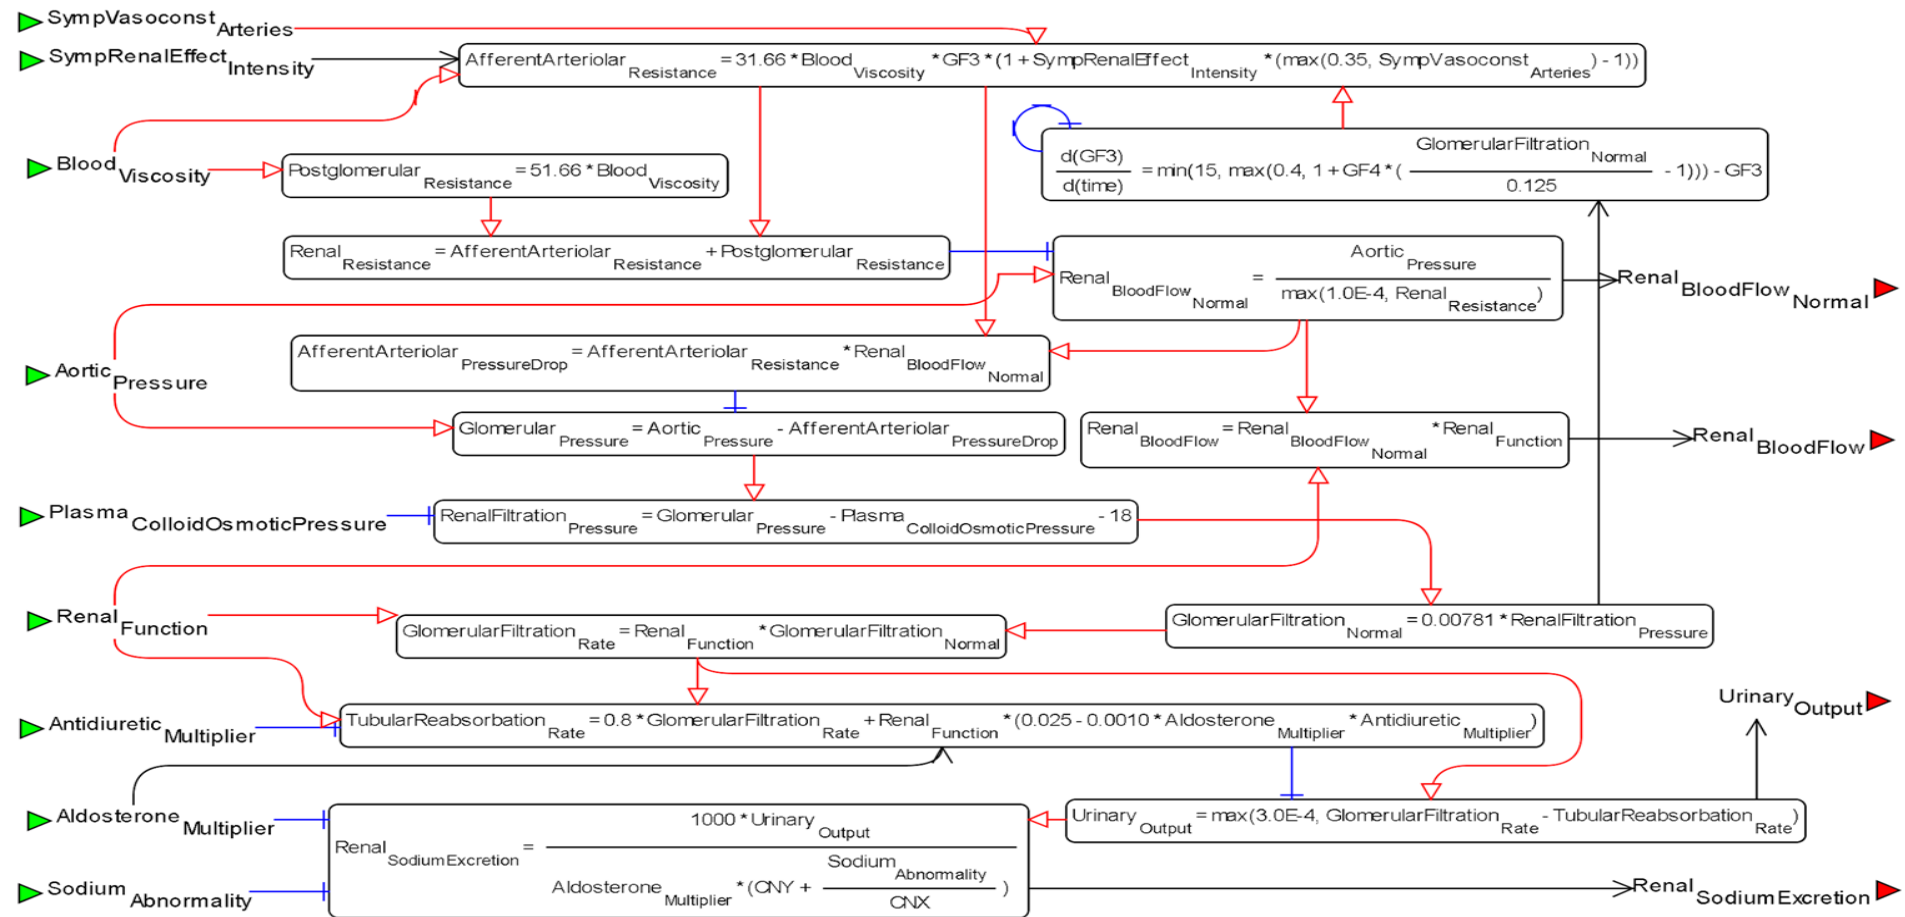 SympVasoconst Arteries
SympRenalEffect Intensity
AfferentArteriolar Resistance = 31.66 * Blood Viscosity * GF3 * (1 + SympRenalEffect Intensity * (max(0.35, SympVasoconst Arteries) - 1))
Blood Viscosity
Postglomerular Resistance = 51.66 * Blood Viscosity
d(GF3) / d(time) = min(15, max(0.4, 1 + GF4 * (GlomerularFiltration Normal / 0.125 - 1))) - GF3
Renal Resistance = AfferentArteriolar Resistance + Postglomerular Resistance
Renal BloodFlow Normal = Aortic Pressure / max(1.0E-4, Renal Resistance)
Renal BloodFlow Normal
AfferentArteriolar PressureDrop = AfferentArteriolar Resistance * Renal BloodFlow Normal
Aortic Pressure
Glomerular Pressure = Aortic Pressure - AfferentArteriolar PressureDrop
Renal BloodFlow = Renal BloodFlow Normal * Renal Function
Renal BloodFlow
Plasma ColloidOsmoticPressure
RenalFiltration Pressure = Glomerular Pressure - Plasma ColloidOsmoticPressure - 18
Renal Function
GlomerularFiltration Rate = Renal Function * GlomerularFiltration Normal
GlomerularFiltration Normal = 0.00781 * RenalFiltration Pressure
Antidiuretic Multiplier
TubularReabsorbation Rate = 0.8 * GlomerularFiltration Rate + Renal Function * (0.025 - 0.0010 * Aldosterone Multiplier * Antidiuretic Multiplier)
Urinary Output
Aldosterone Multiplier
Urinary Output = max(3.0E-4, GlomerularFiltration Rate - TubularReabsorbation Rate)
Renal SodiumExcretion = 1000 * Urinary Output / Aldosterone Multiplier * (CNY + Sodium Abnormality / CNX)
Sodium Abnormality
Renal SodiumExcretion